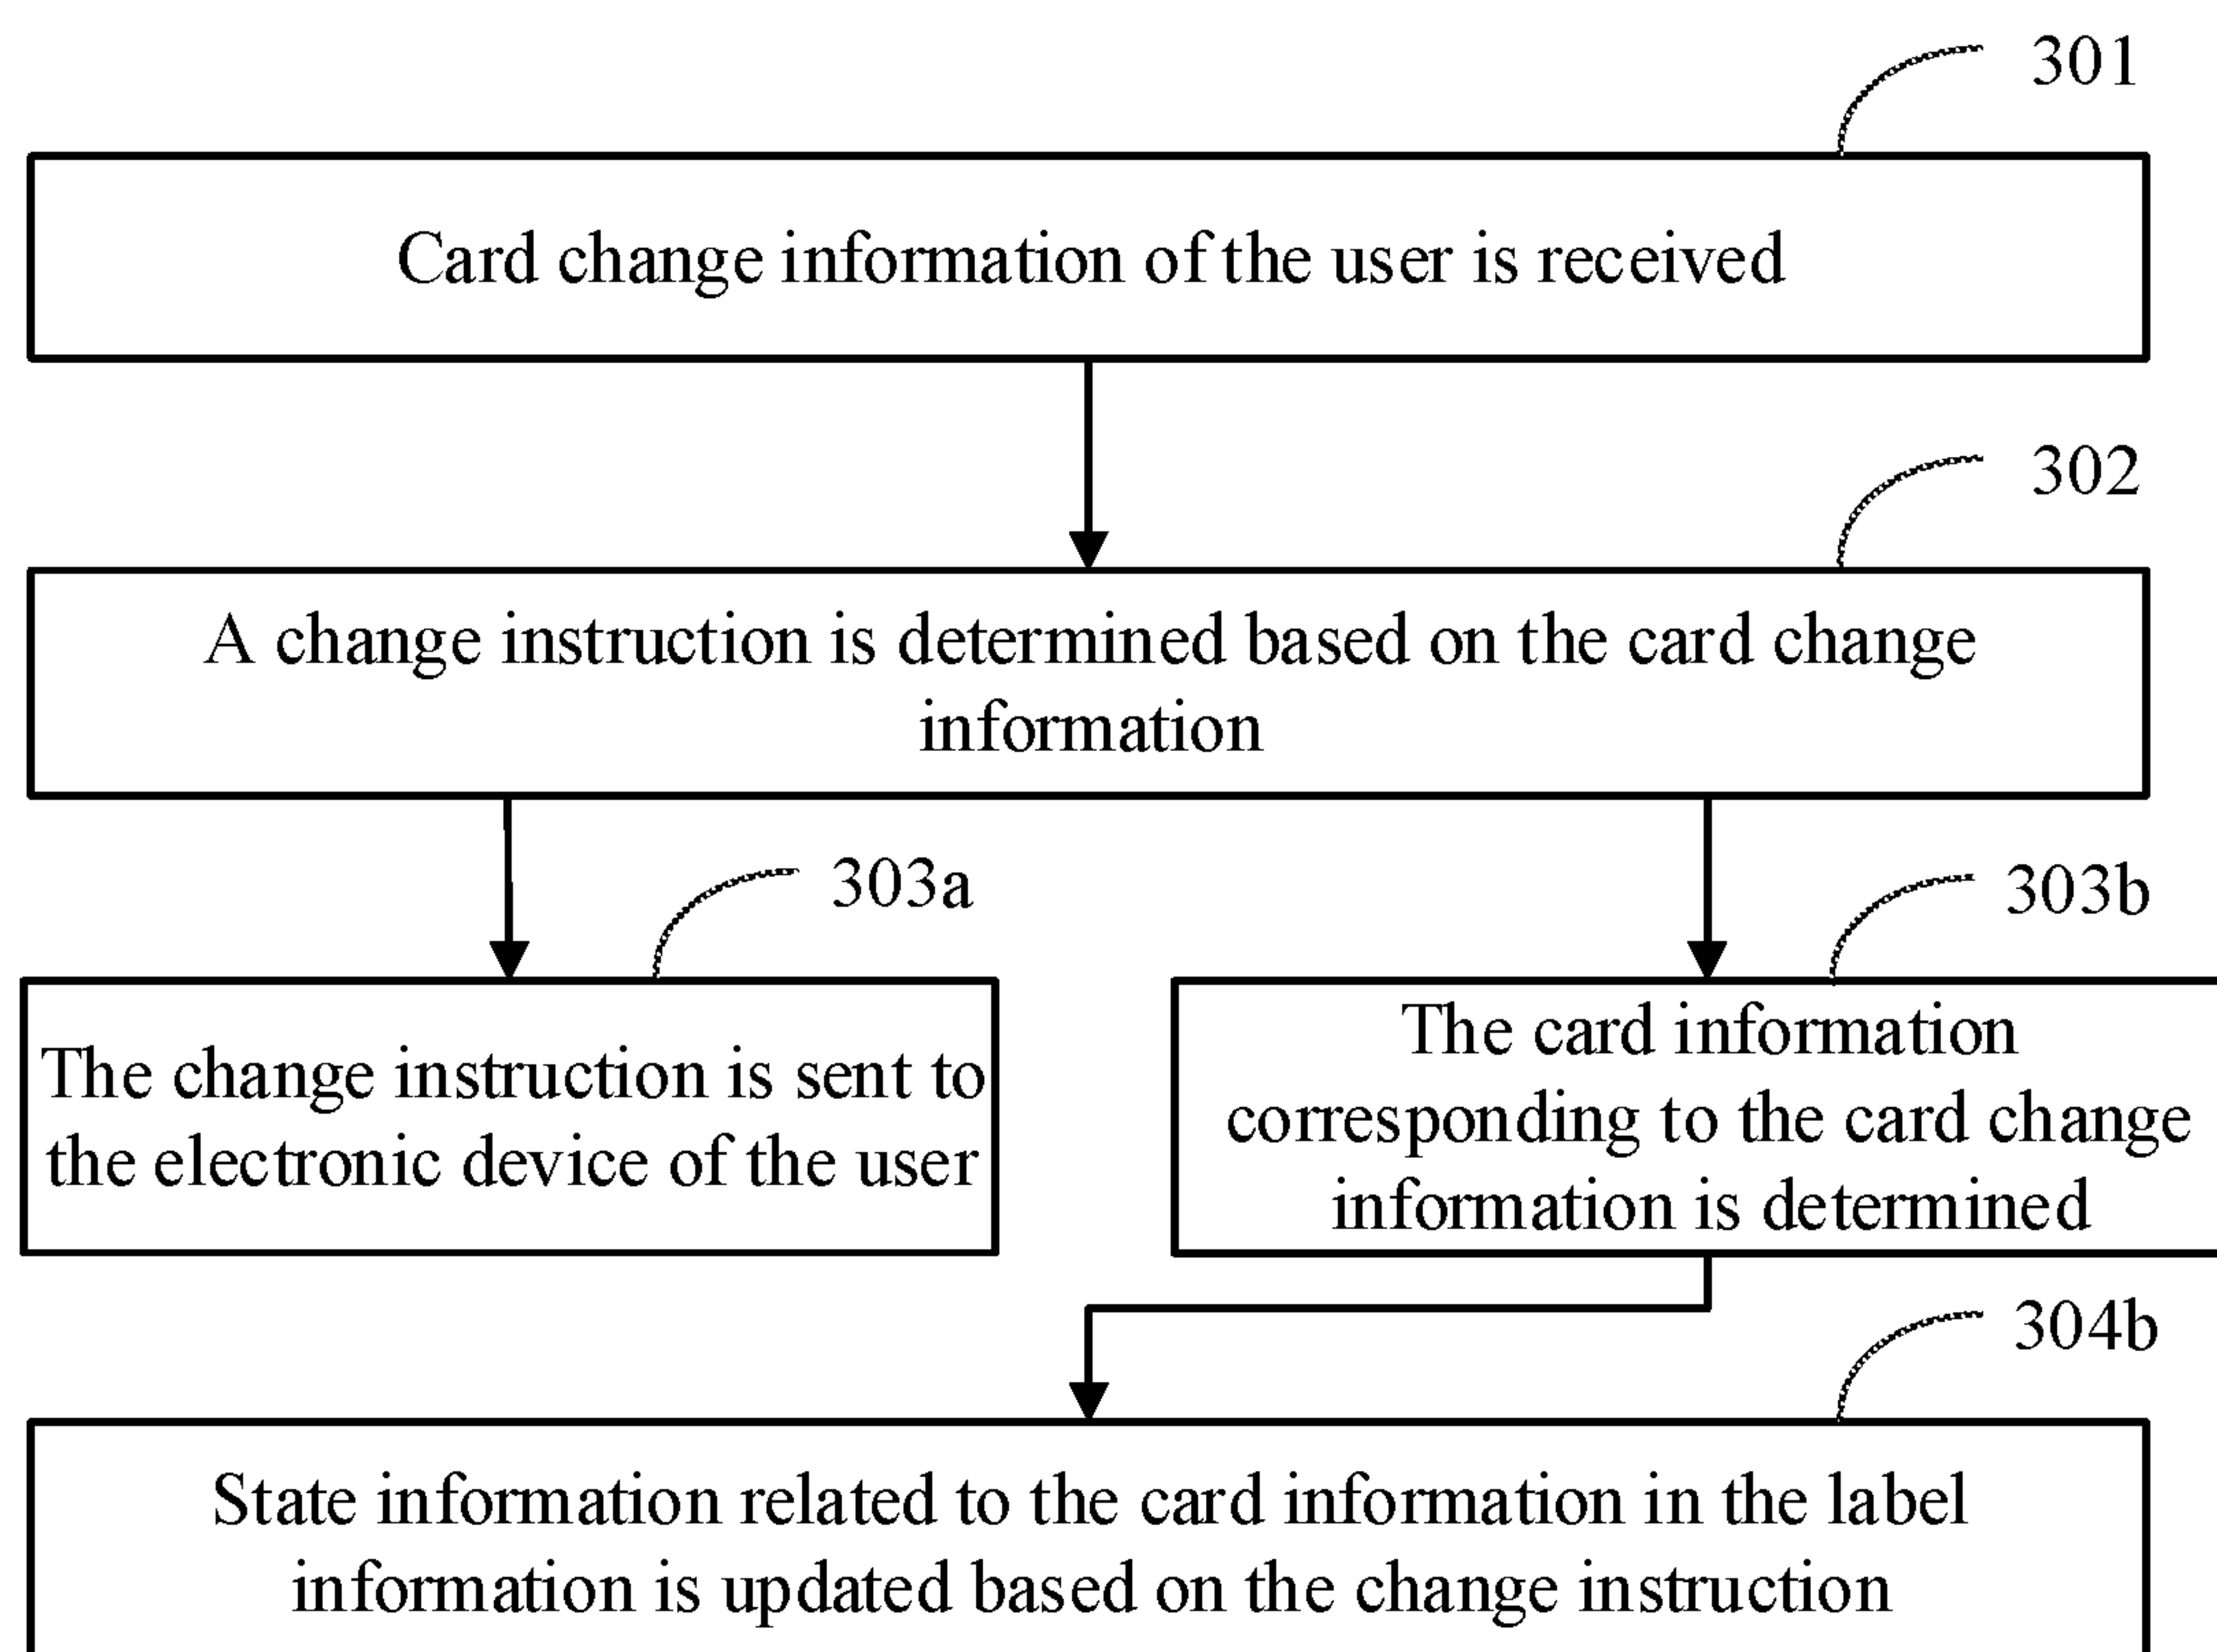 301
Card change information of the user is received
302
A change instruction is determined based on the card change
information
303a
The change instruction is sent to
the electronic device of the user
303b
The card information
corresponding to the card change
information is determined
304b
State information related to the card information in the label
information is updated based on the change instruction